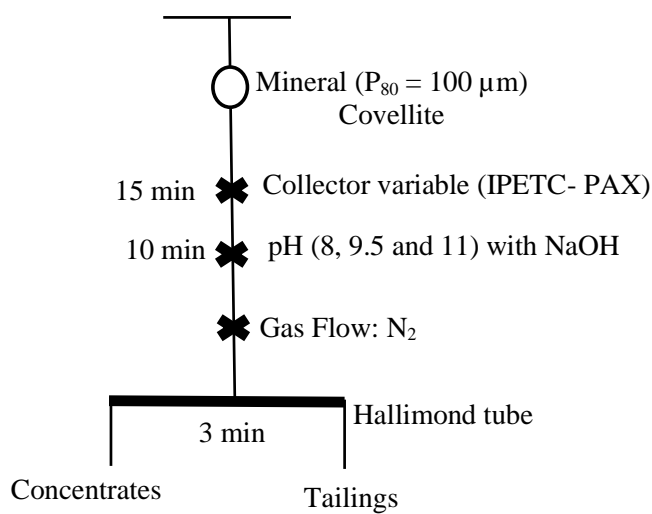 Mineral (P₈₀ = 100 µm)
Covellite
15 min
Collector variable (IPETC- PAX)
10 min
pH (8, 9.5 and 11) with NaOH
Gas Flow: N₂
Hallimond tube
3 min
Concentrates
Tailings